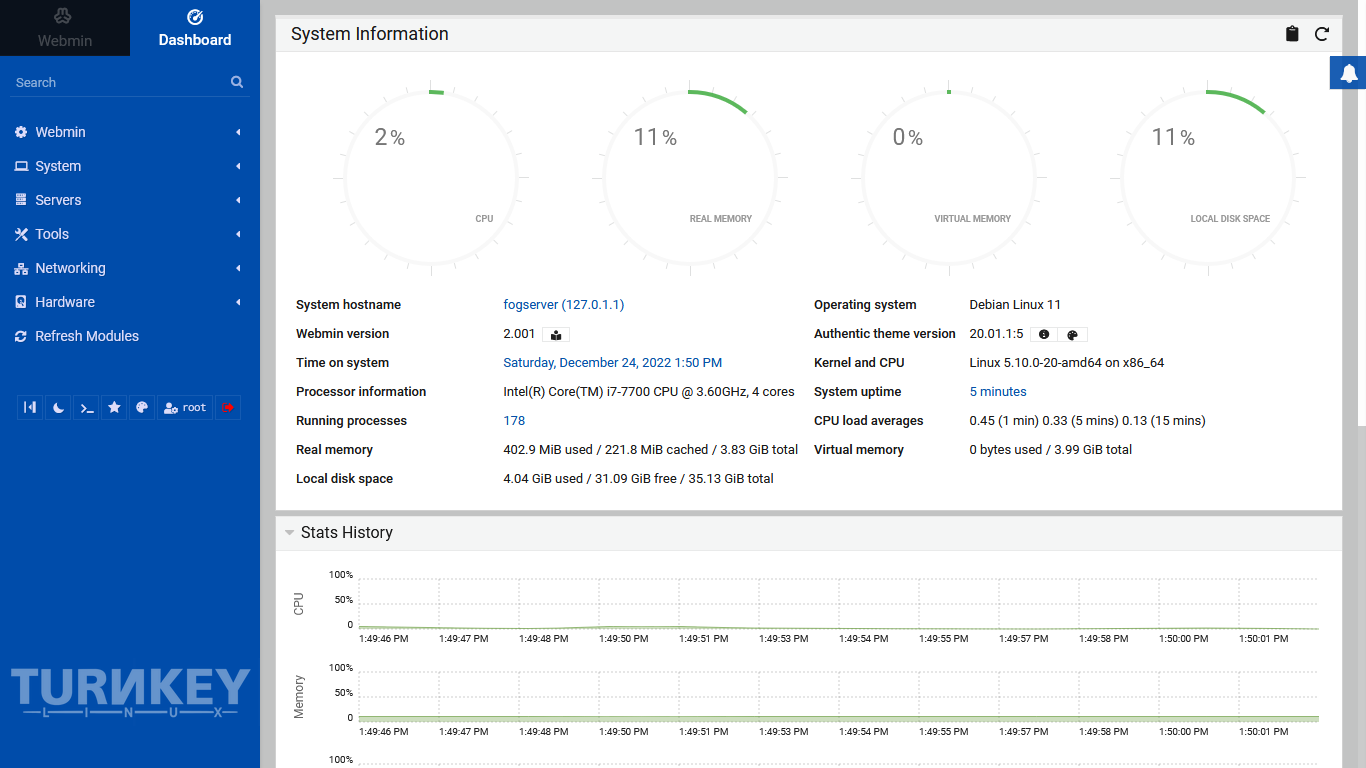 Webmin
Dashboard
Search
Webmin
System
Servers
Tools
Networking
Hardware
Refresh Modules
root
TURNKEY
LINUX
System Information
2%
CPU
11%
REAL MEMORY
0%
VIRTUAL MEMORY
11%
LOCAL DISK SPACE
System hostname fogserver (127.0.1.1) Operating system Debian Linux 11
Webmin version 2.001 Authentic theme version 20.01.1:5
Time on system Saturday, December 24, 2022 1:50 PM Kernel and CPU Linux 5.10.0-20-amd64 on x86_64
Processor information Intel(R) Core(TM) i7-7700 CPU @ 3.60GHz, 4 cores System uptime 5 minutes
Running processes 178 CPU load averages 0.45 (1 min) 0.33 (5 mins) 0.13 (15 mins)
Real memory 402.9 MiB used / 221.8 MiB cached / 3.83 GiB total Virtual memory 0 bytes used / 3.99 GiB total
Local disk space 4.04 GiB used / 31.09 GiB free / 35.13 GiB total
Stats History
CPU
100%
50%
0
1:49:46 PM 1:49:47 PM 1:49:48 PM 1:49:50 PM 1:49:51 PM 1:49:53 PM 1:49:54 PM 1:49:55 PM 1:49:57 PM 1:49:58 PM 1:50:00 PM 1:50:01 PM
Memory
100%
50%
0
1:49:46 PM 1:49:47 PM 1:49:48 PM 1:49:50 PM 1:49:51 PM 1:49:53 PM 1:49:54 PM 1:49:55 PM 1:49:57 PM 1:49:58 PM 1:50:00 PM 1:50:01 PM
100%